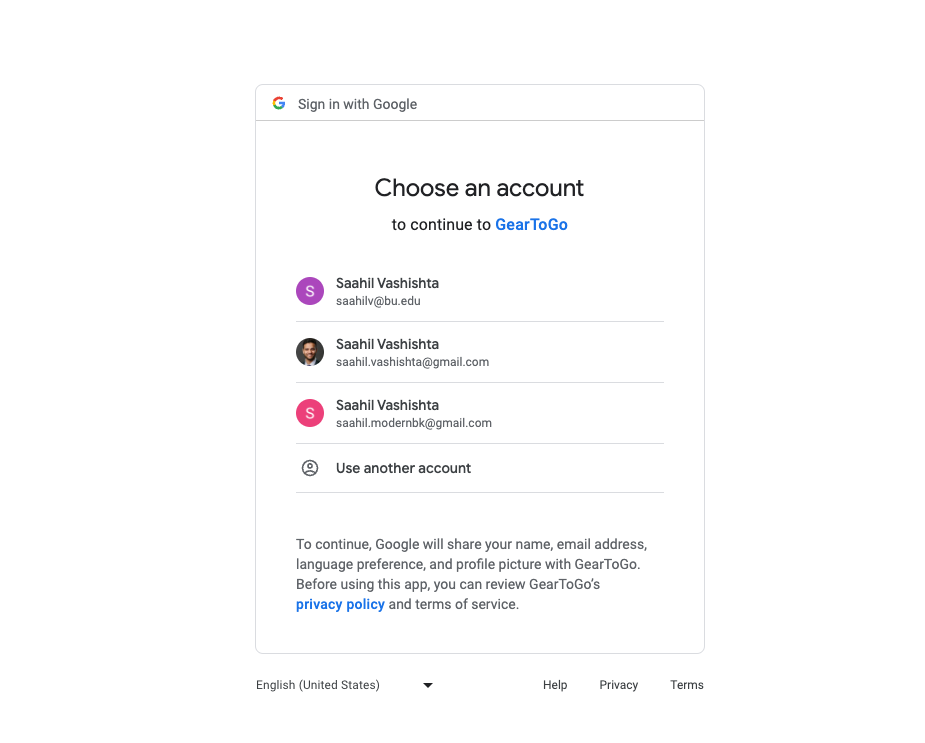 Sign in with Google
Choose an account
to continue to GearToGo
S
Saahil Vashishta
saahilv@bu.edu
Saahil Vashishta
saahil.vashishta@gmail.com
S
Saahil Vashishta
saahil.modernbk@gmail.com
Use another account
To continue, Google will share your name, email address,
language preference, and profile picture with GearToGo.
Before using this app, you can review GearToGo’s
privacy policy and terms of service.
English (United States)
Help
Privacy
Terms